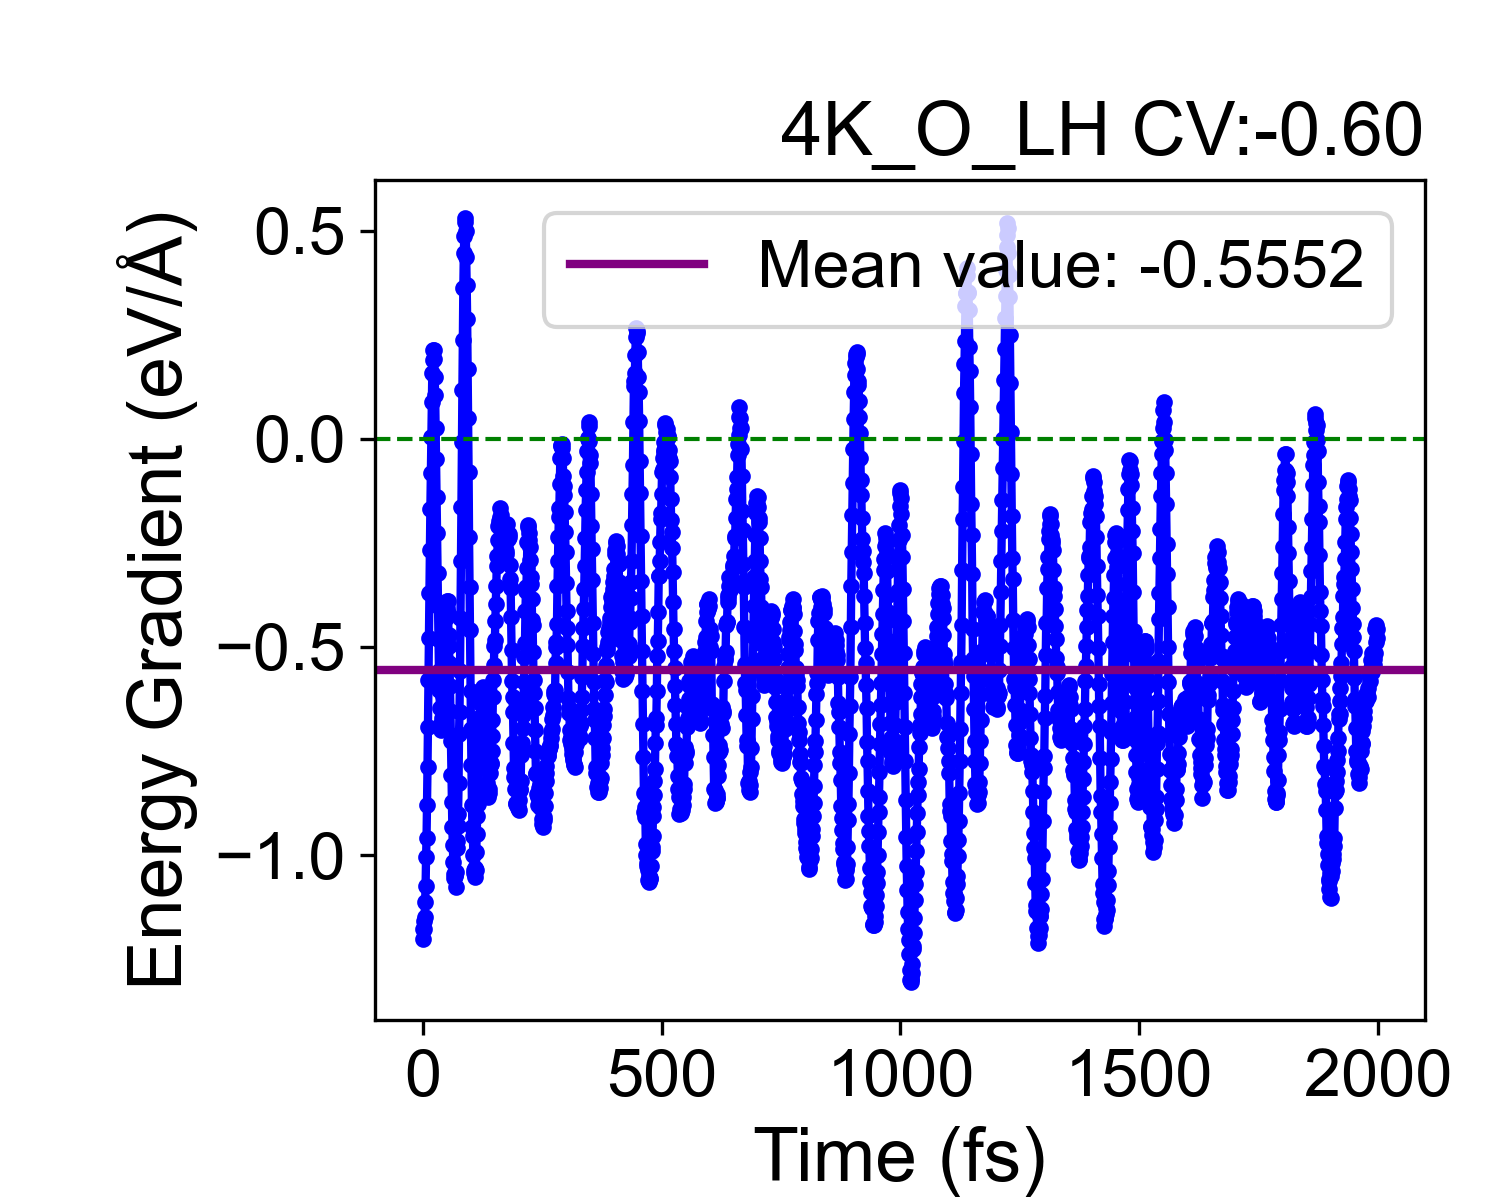 4K_O_LH CV:-0.60
Mean value: -0.5552
Energy Gradient (eV/Å)
0.5
0.0
−0.5
−1.0
0 500 1000 1500 2000
Time (fs)